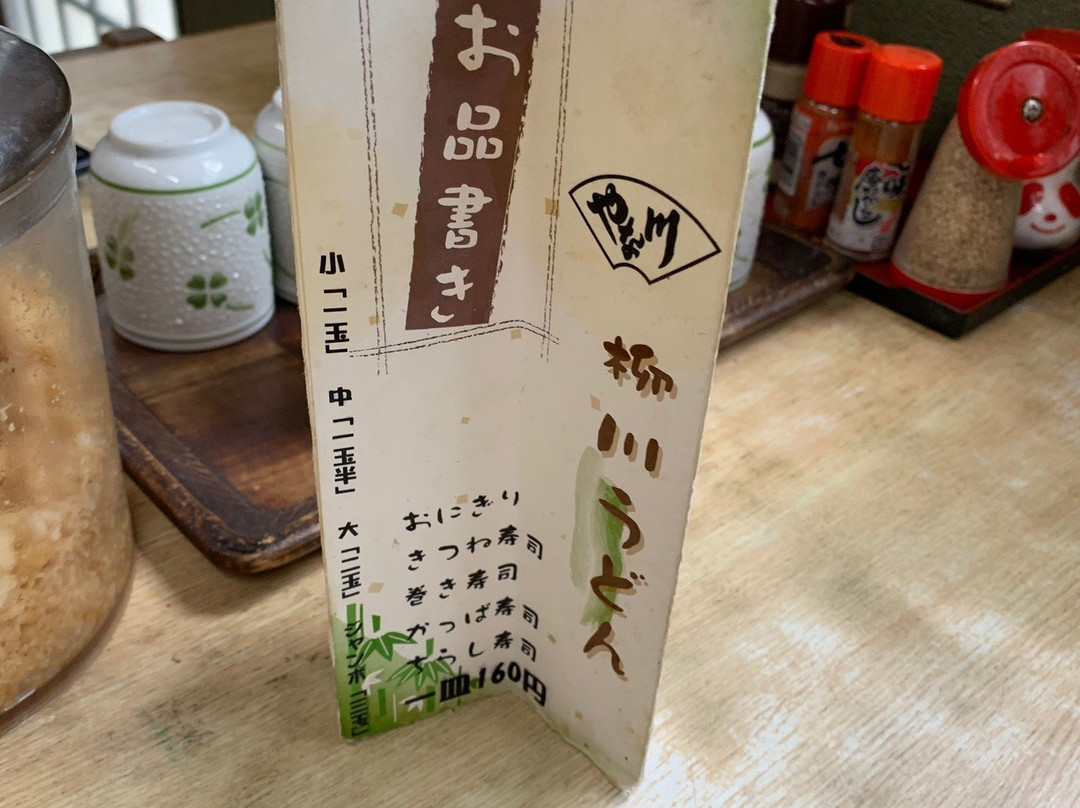 お品書き
やながわ
柳川うどん
小「一玉」 中「一玉半」 大「二玉」 ジャンボ「三玉」
おにぎり
きつね寿司
巻き寿司
かっぱ寿司
ちらし寿司
一皿160円